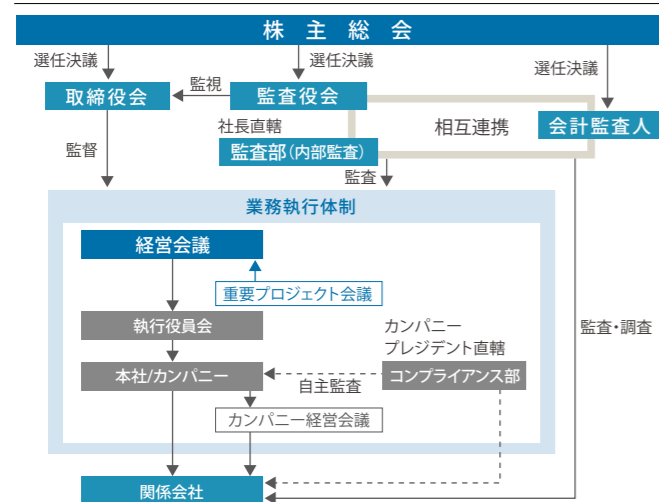 株主総会
選任決議
選任決議
選任決議
取締役会
監視
監査役会
会計監査人
相互連携
社長直轄
監査部(内部監査)
監督
監査
業務執行体制
経営会議
重要プロジェクト会議
執行役員会
カンパニー
プレジデント直轄
監査・調査
本社/カンパニー
自主監査
コンプライアンス部
カンパニー経営会議
関係会社